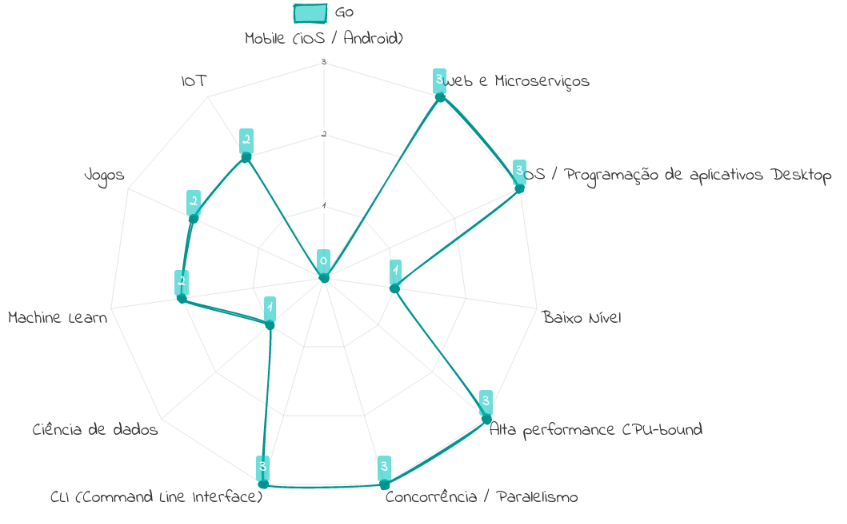 Go
Mobile (iOS / Android)
3
IOT
3
Web e Microserviços
2
2
Jogos
3
OS / Programação de aplicativos Desktop
2
1
0
1
2
Machine Learn
1
Baixo Nível
3
Ciência de dados
Alta performance CPU-bound
3
3
CLI (Command Line Interface)
Concorrência / Paralelismo